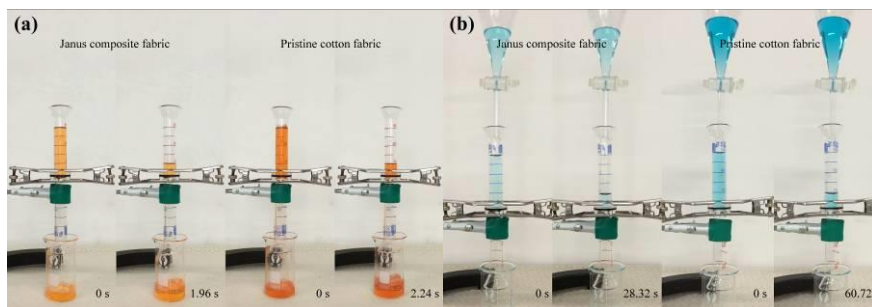 (a)
Janus composite fabric
Pristine cotton fabric
0 s
1.96 s
0 s
2.24 s
(b)
Janus composite fabric
Pristine cotton fabric
0 s
28.32 s
0 s
60.72